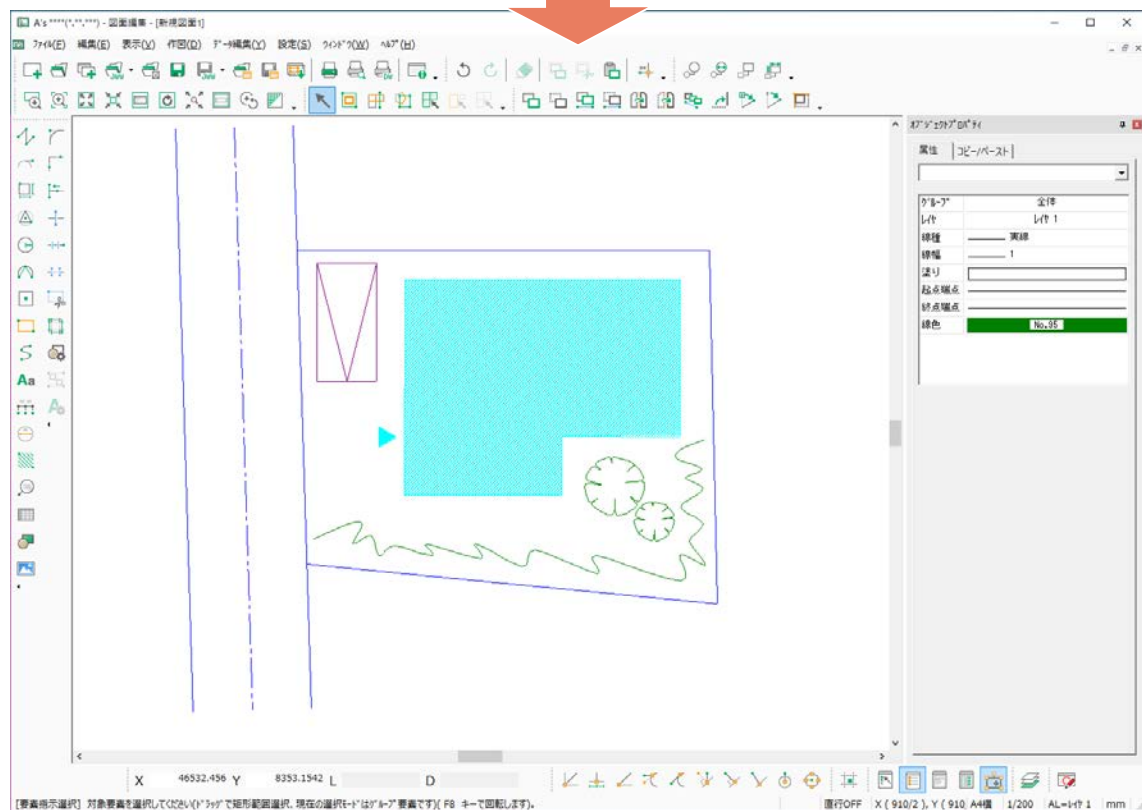 A's ****(*.**.***) - 図面編集 - [新規図面1]
ファイル(F) 編集(E) 表示(V) 作図(D) データ編集(Y) 設定(S) ウインドウ(W) ヘルプ(H)
JWW JWW DW
オブジェクトプロパティ
属性 コピー/ペースト
グループ 全体
レイヤ レイヤ 1
線種 実線
線幅 1
塗り
起点端点
終点端点
線色 No.95
Aa
X 46532.456 Y 8353.1542 L D
[要素指示選択] 対象要素を選択してください(ドラッグで矩形範囲選択、現在の選択モードはグループ要素です)( F8 キーで回転します)。
直行OFF X ( 910/2 ), Y ( 910 A4横 1/200 AL=レイヤ 1 mm